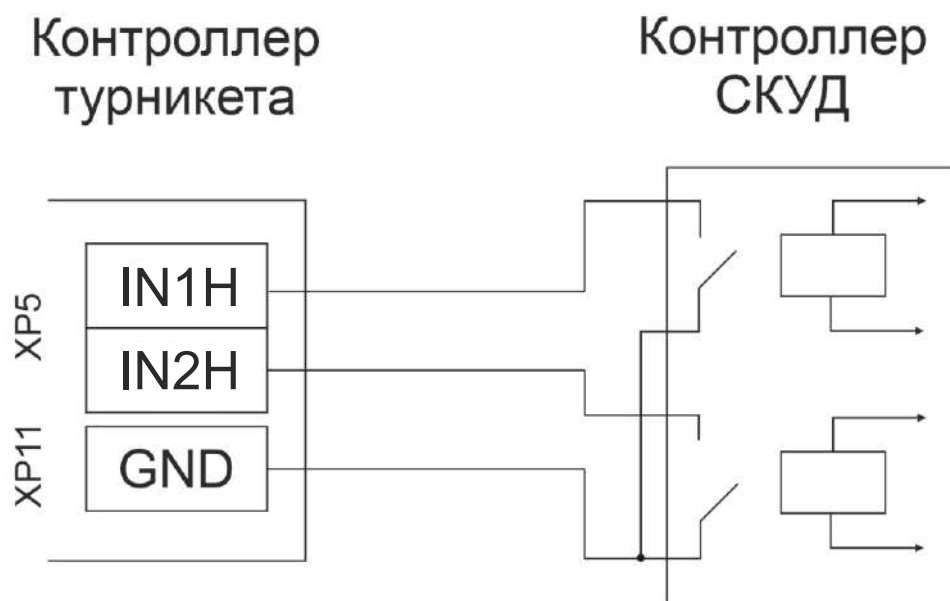 Контроллер
турникета
Контроллер
СКУД
XP5
IN1H
IN2H
XP11
GND